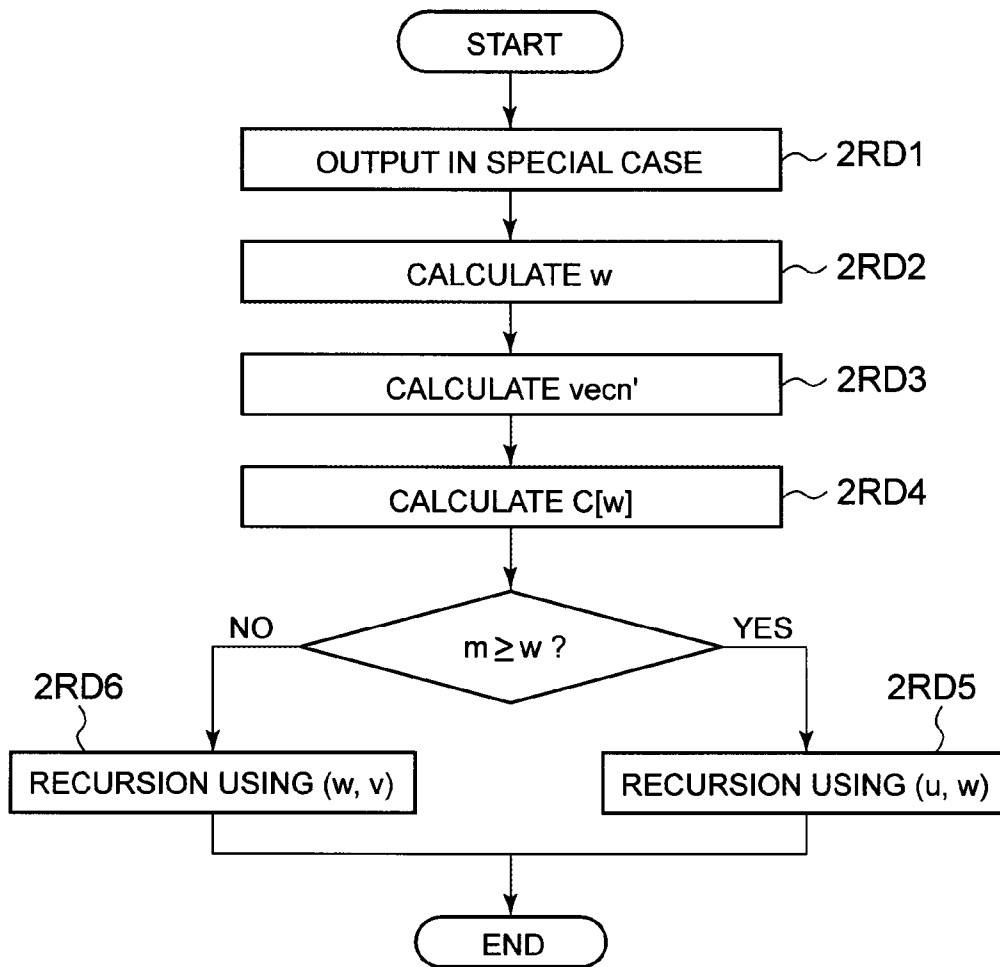 START
OUTPUT IN SPECIAL CASE
2RD1
CALCULATE w
2RD2
CALCULATE vecn'
2RD3
CALCULATE C[w]
2RD4
NO
m ≥ w ?
YES
2RD6
2RD5
RECURSION USING (w, v)
RECURSION USING (u, w)
END